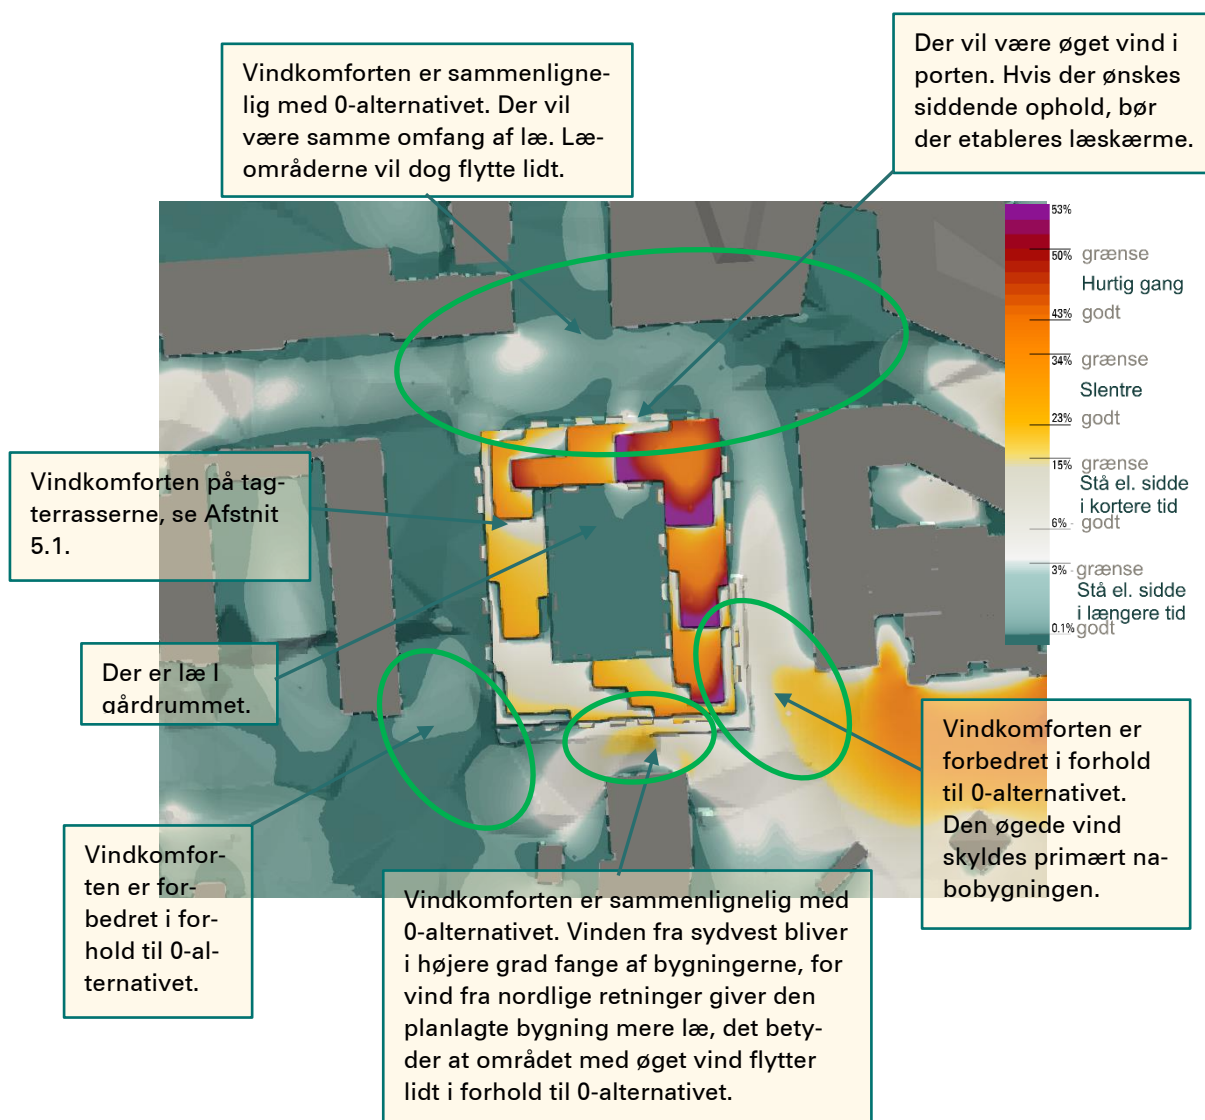 Vindkomforten er sammenligne-
lig med 0-alternativet. Der vil
være samme omfang af læ. Læ-
områderne vil dog flytte lidt.
Der vil være øget vind i
porten. Hvis der ønskes
siddende ophold, bør
der etableres læskærme.
53%
50% grænse
Hurtig gang
43% godt
34% grænse
Slentre
23% godt
15% grænse
Stå el. sidde
i kortere tid
6% godt
3% grænse
Stå el. sidde
i længere tid
0.1% godt
Vindkomforten på tag-
terrasserne, se Afstnit
5.1.
Der er læ I
gårdrummet.
Vindkomforten er
forbedret i forhold
til 0-alternativet.
Den øgede vind
skyldes primært na-
bobygningen.
Vindkomfor-
ten er for-
bedret i for-
hold til 0-al-
ternativet.
Vindkomforten er sammenlignelig med
0-alternativet. Vinden fra sydvest bliver
i højere grad fange af bygningerne, for
vind fra nordlige retninger giver den
planlagte bygning mere læ, det bety-
der at området med øget vind flytter
lidt i forhold til 0-alternativet.